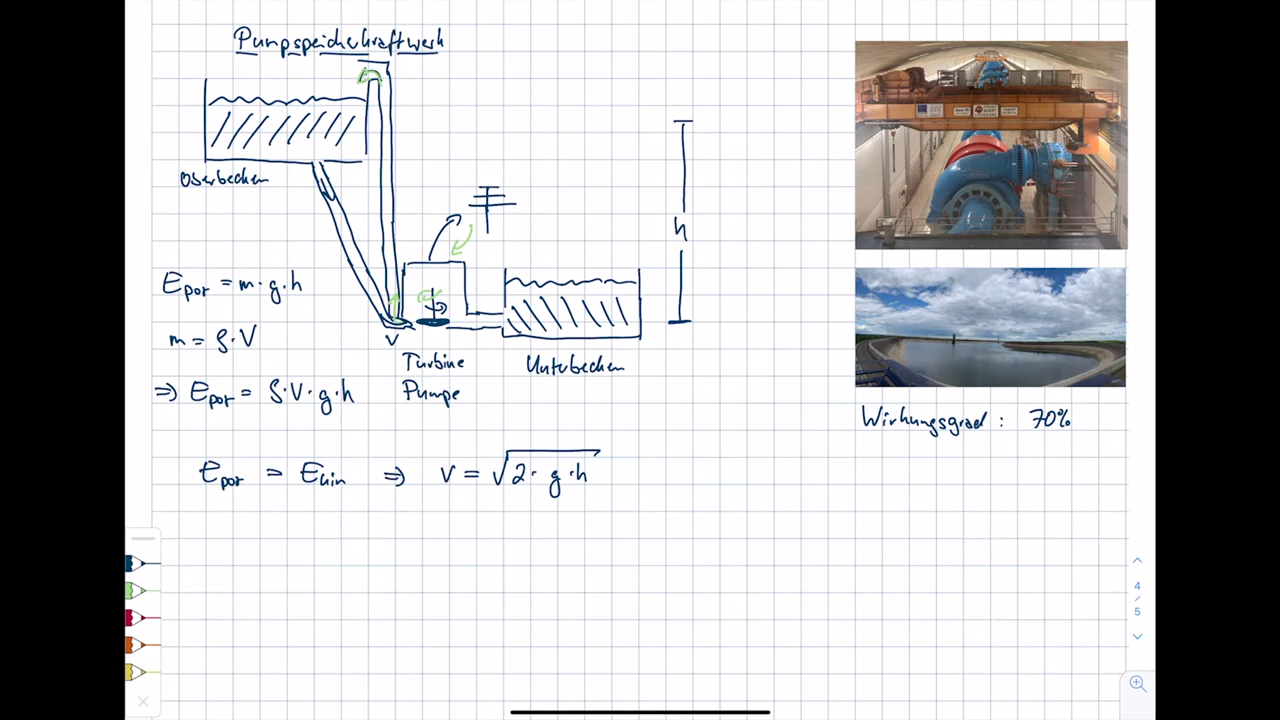 Pumpspeicherkraftwerk
Oberbecken
h
E_pot = m · g · h
m = ρ · V
⇒ E_pot = ρ · V · g · h
v
Turbine
Pumpe
Unterbecken
E_pot = E_kin ⇒ v = √2 · g · h
Wirkungsgrad : 70%
4
/
5